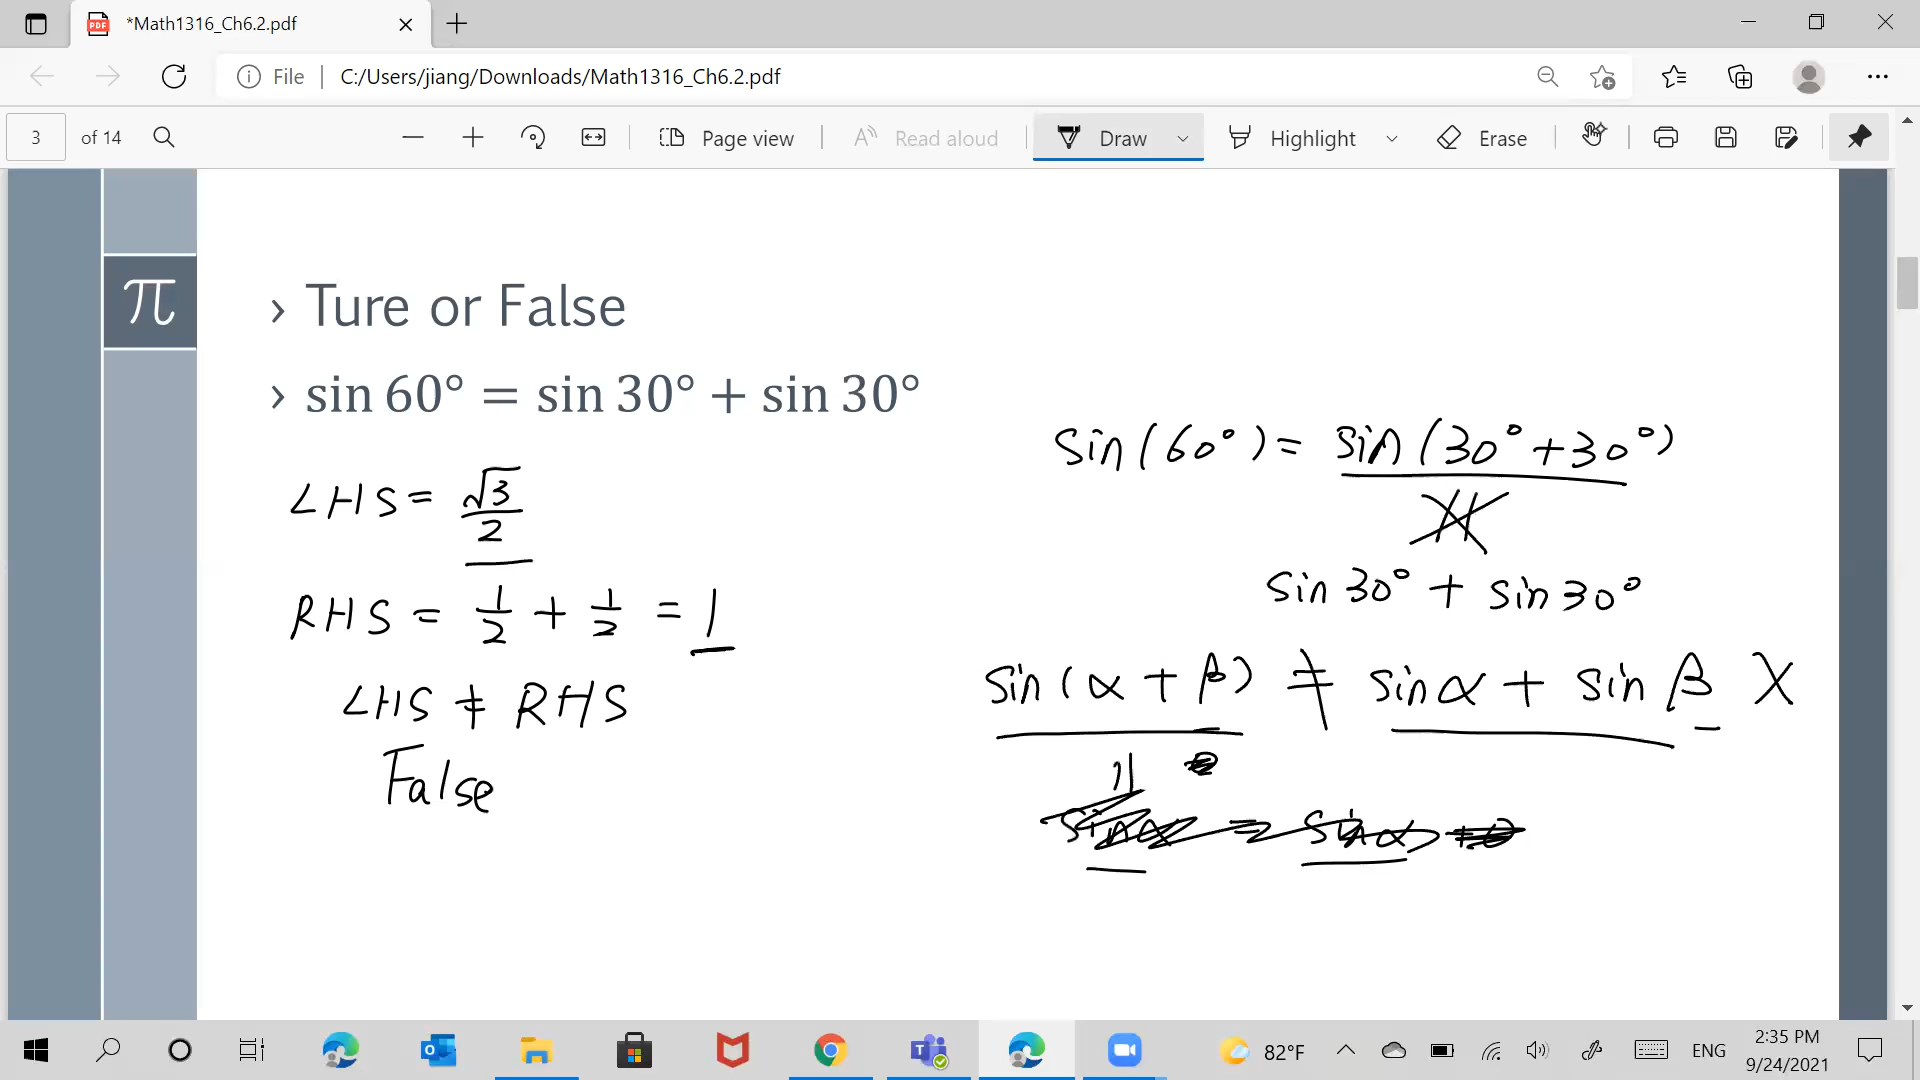 *Math1316_Ch6.2.pdf
File
C:/Users/jiang/Downloads/Math1316_Ch6.2.pdf
3 of 14
Page view
Read aloud
Draw
Highlight
Erase
π
› Ture or False
› sin 60° = sin 30° + sin 30°
sin(60°) = sin(30° + 30°)
LHS = √3/2
sin 30° + sin 30°
RHS = 1/2 + 1/2 = 1
sin(α + β) ≠ sin α + sin β X
LHS ≠ RHS
False
sin α = sin α
82°F
ENG
2:35 PM
9/24/2021